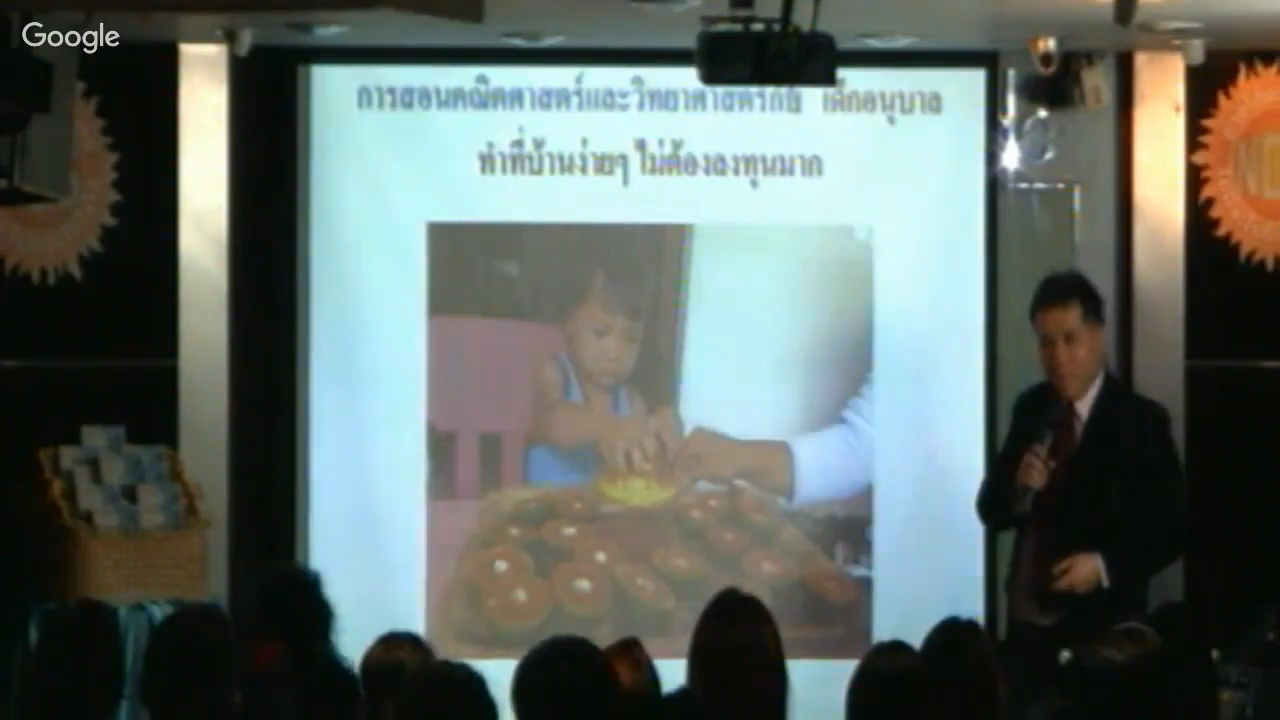 Google
การสอนคณิตศาสตร์และวิทยาศาสตร์กับ เด็กอนุบาล
ทำที่บ้านง่ายๆ ไม่ต้องลงทุนมาก